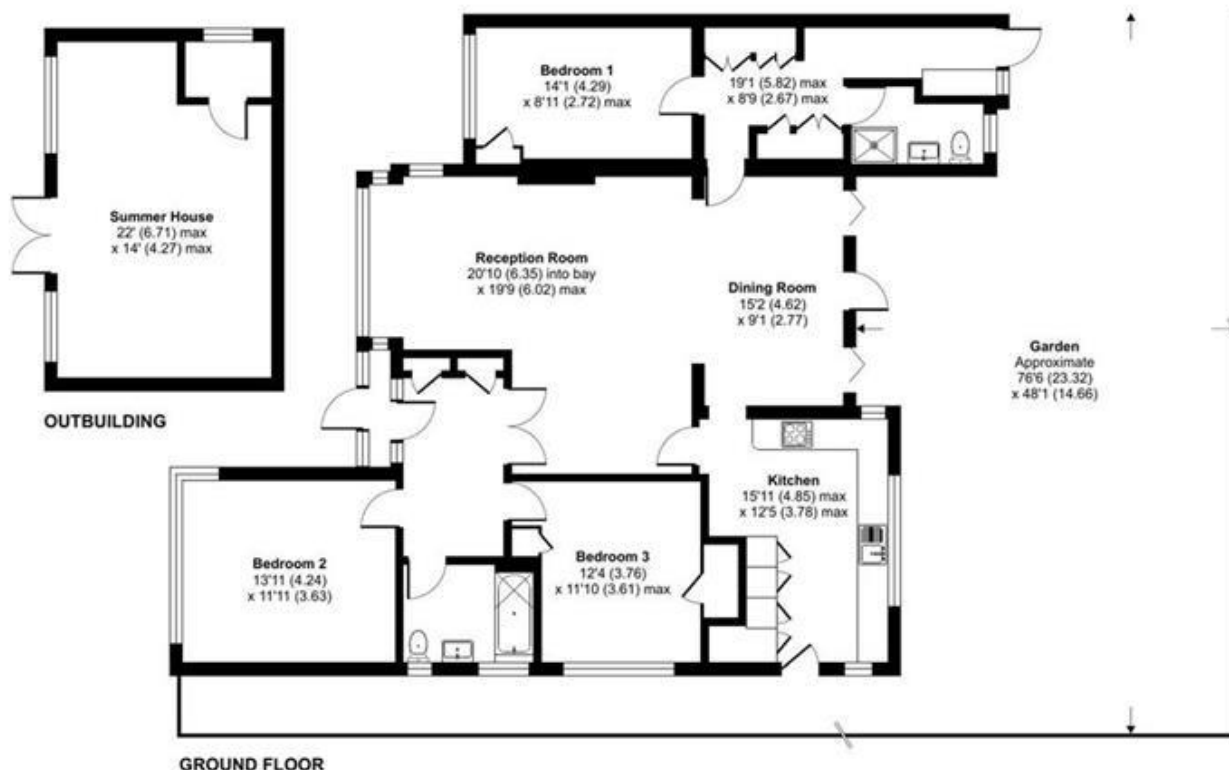 Summer House
22' (6.71) max
x 14' (4.27) max
OUTBUILDING
Bedroom 1
14'1 (4.29)
x 8'11 (2.72) max
19'1 (5.82) max
x 8'9 (2.67) max
Reception Room
20'10 (6.35) into bay
x 19'9 (6.02) max
Dining Room
15'2 (4.62)
x 9'1 (2.77)
Garden
Approximate
76'6 (23.32)
x 48'1 (14.66)
Kitchen
15'11 (4.85) max
x 12'5 (3.78) max
Bedroom 2
13'11 (4.24)
x 11'11 (3.63)
Bedroom 3
12'4 (3.76)
x 11'10 (3.61) max
GROUND FLOOR